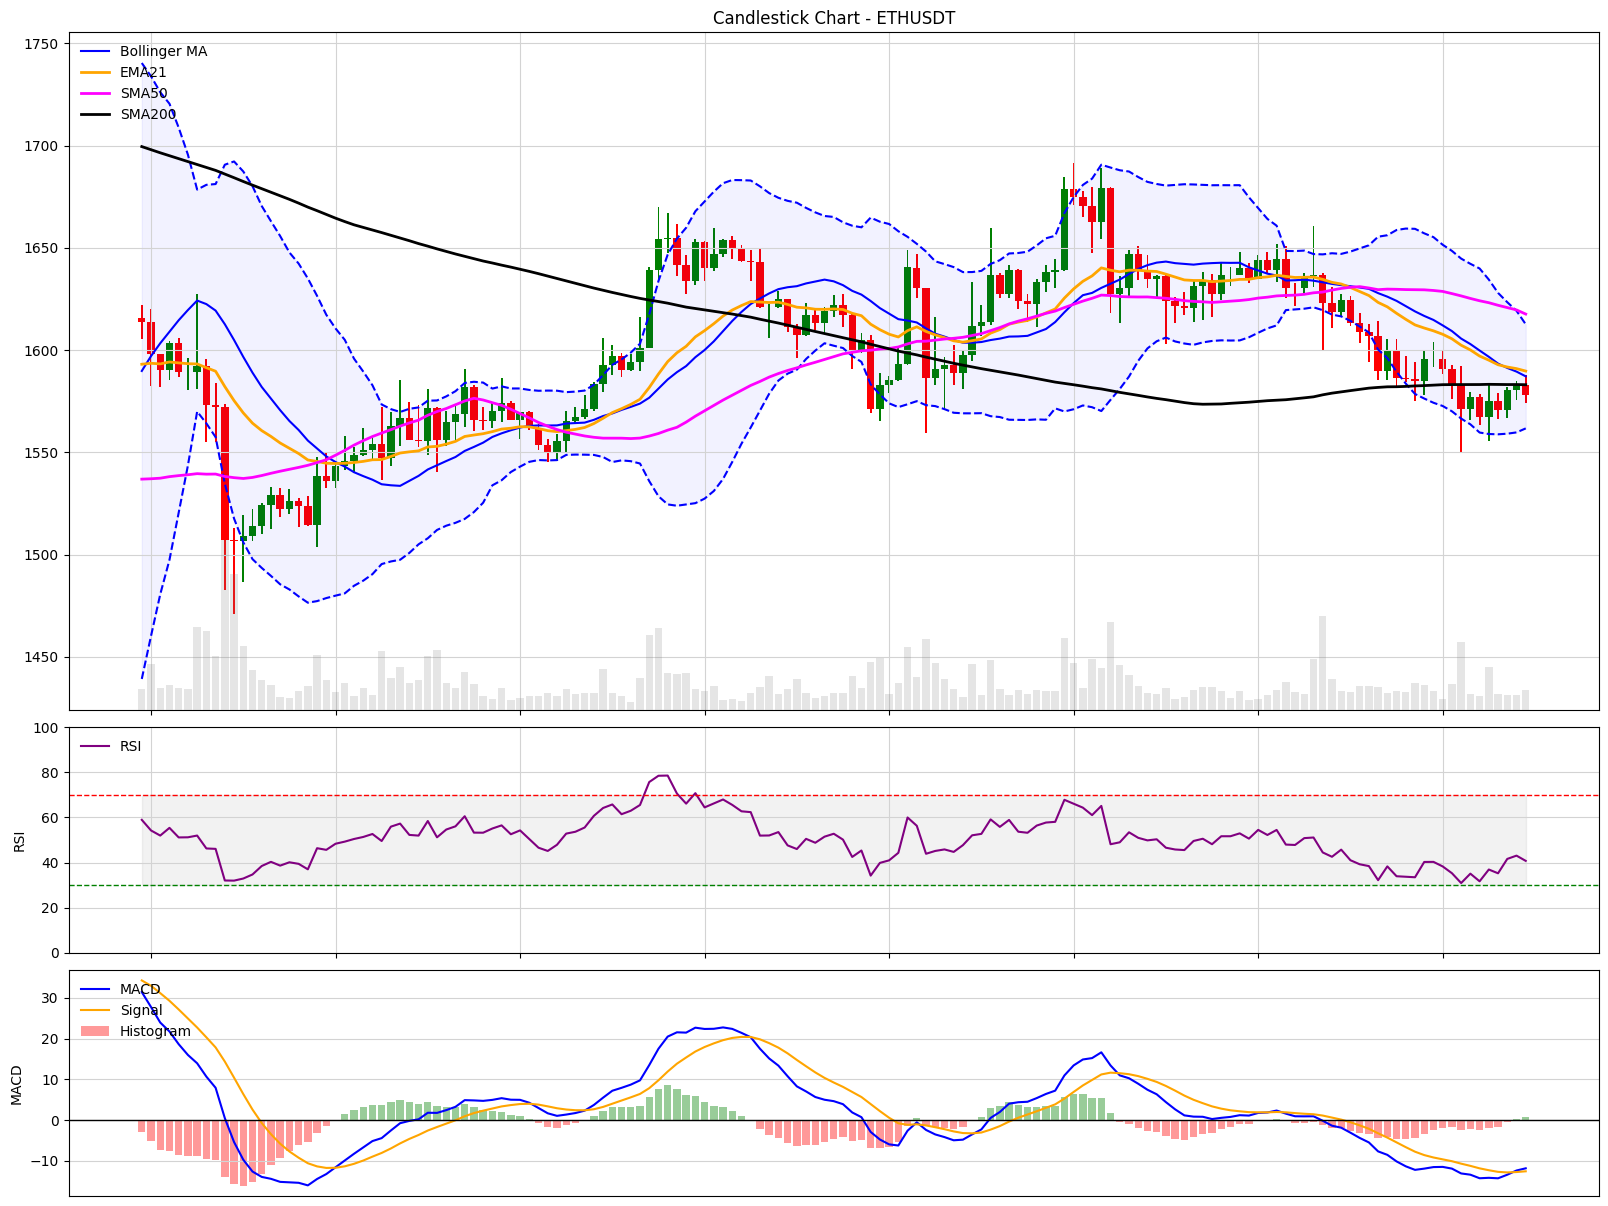 Candlestick Chart - ETHUSDT
1750
1700
1650
1600
1550
1500
1450
Bollinger MA
EMA21
SMA50
SMA200
100
80
60
40
20
0
RSI
RSI
30
20
10
0
−10
MACD
MACD
Signal
Histogram